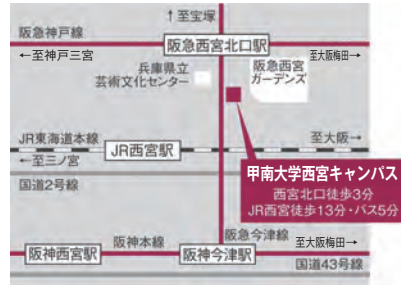 ↑至宝塚
阪急神戸線
←至神戸三宮
阪急西宮北口駅
至大阪梅田→
兵庫県立
芸術文化センター
阪急西宮
ガーデンズ
JR東海道本線
←至三ノ宮
JR西宮駅
至大阪→
国道2号線
甲南大学西宮キャンパス
西宮北口徒歩3分
JR西宮徒歩13分・バス5分
阪神西宮駅
阪神本線
阪神今津駅
阪急今津線
至大阪梅田→
国道43号線